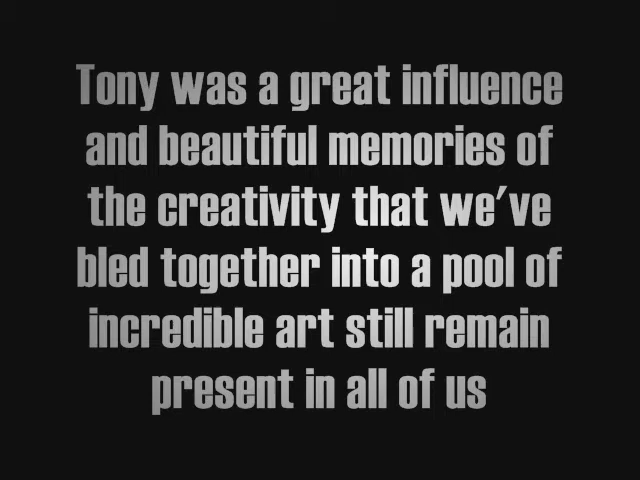 Tony was a great influence
and beautiful memories of
the creativity that we've
bled together into a pool of
incredible art still remain
present in all of us